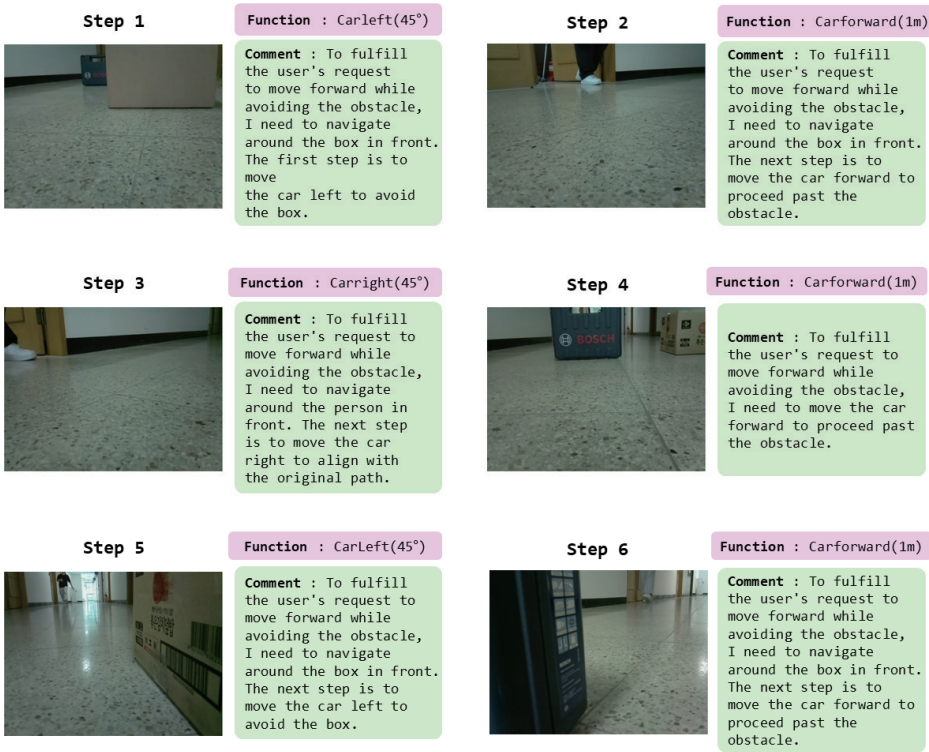 Step 1
Function : Carleft(45°)
Comment : To fulfill
the user's request
to move forward while
avoiding the obstacle,
I need to navigate
around the box in front.
The first step is to
move
the car left to avoid
the box.
Step 2
Function : Carforward(1m)
Comment : To fulfill
the user's request
to move forward while
avoiding the obstacle,
I need to navigate
around the box in front.
The next step is to
move the car forward to
proceed past the
obstacle.
Step 3
Function : Carright(45°)
Comment : To fulfill
the user's request to
move forward while
avoiding the obstacle,
I need to navigate
around the person in
front. The next step
is to move the car
right to align with
the original path.
Step 4
BOSCH
Function : Carforward(1m)
Comment : To fulfill
the user's request to
move forward while
avoiding the obstacle,
I need to move the car
forward to proceed past
the obstacle.
Step 5
Function : CarLeft(45°)
Comment : To fulfill
the user's request to
move forward while
avoiding the obstacle,
I need to navigate
around the box in front.
The next step is to
move the car left to
avoid the box.
Step 6
Function : Carforward(1m)
Comment : To fulfill
the user's request to
move forward while
avoiding the obstacle,
I need to navigate
around the box in front.
The next step is to
move the car forward to
proceed past the
obstacle.